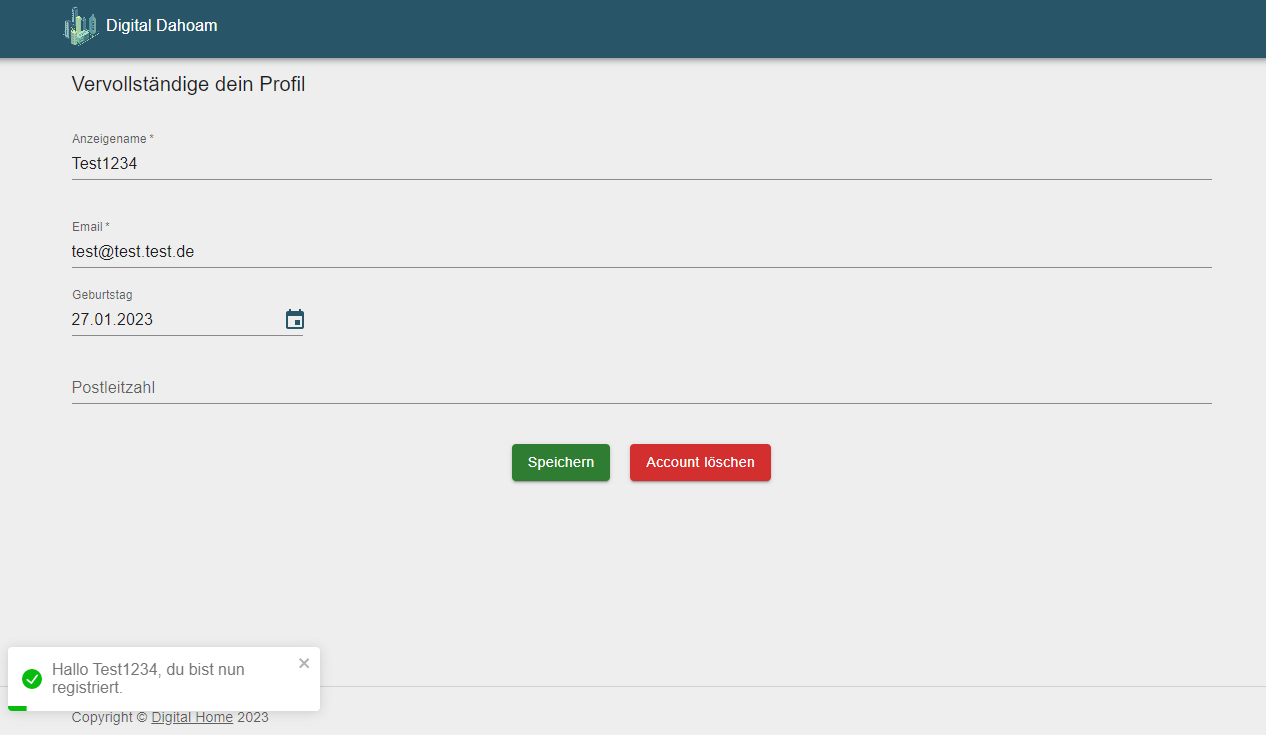 Digital Dahoam
Vervollständige dein Profil
Anzeigename *
Test1234
Email *
test@test.test.de
Geburtstag
27.01.2023
Postleitzahl
Speichern
Account löschen
Hallo Test1234, du bist nun
registriert.
Copyright © Digital Home 2023